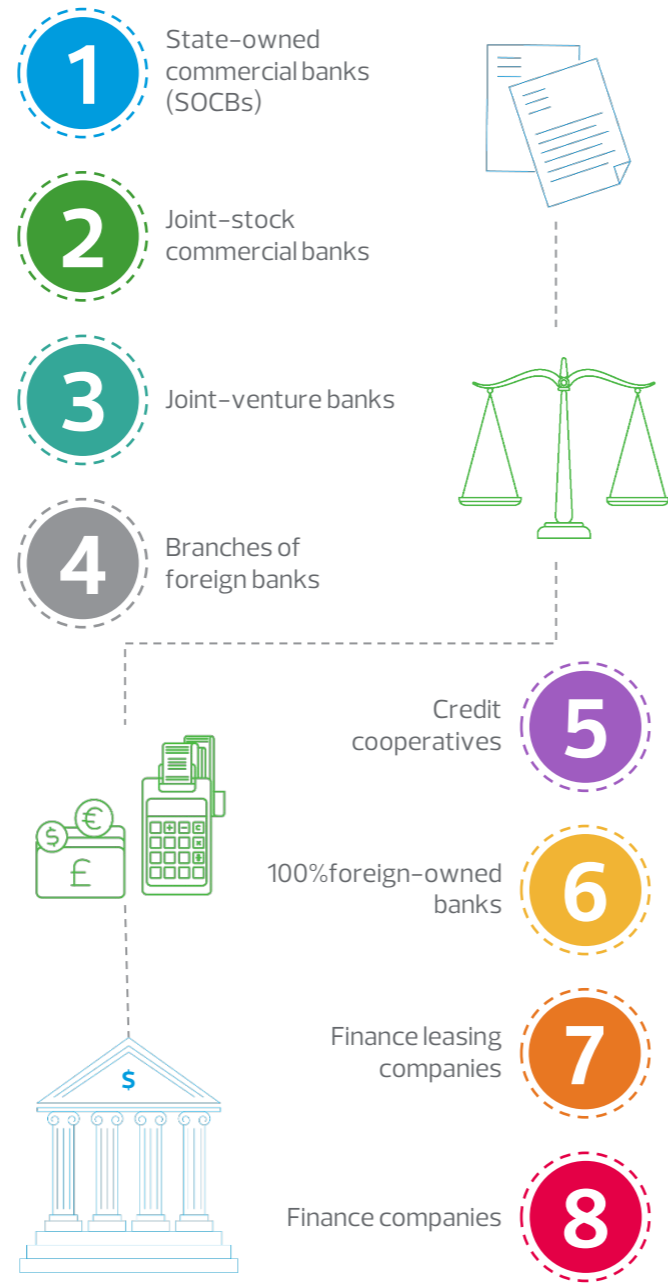 1
State-owned
commercial banks
(SOCBs)
2
Joint-stock
commercial banks
3
Joint-venture banks
4
Branches of
foreign banks
5
Credit
cooperatives
$
€
£
+ − c
×
÷
6
100%foreign-owned
banks
7
Finance leasing
companies
$
8
Finance companies